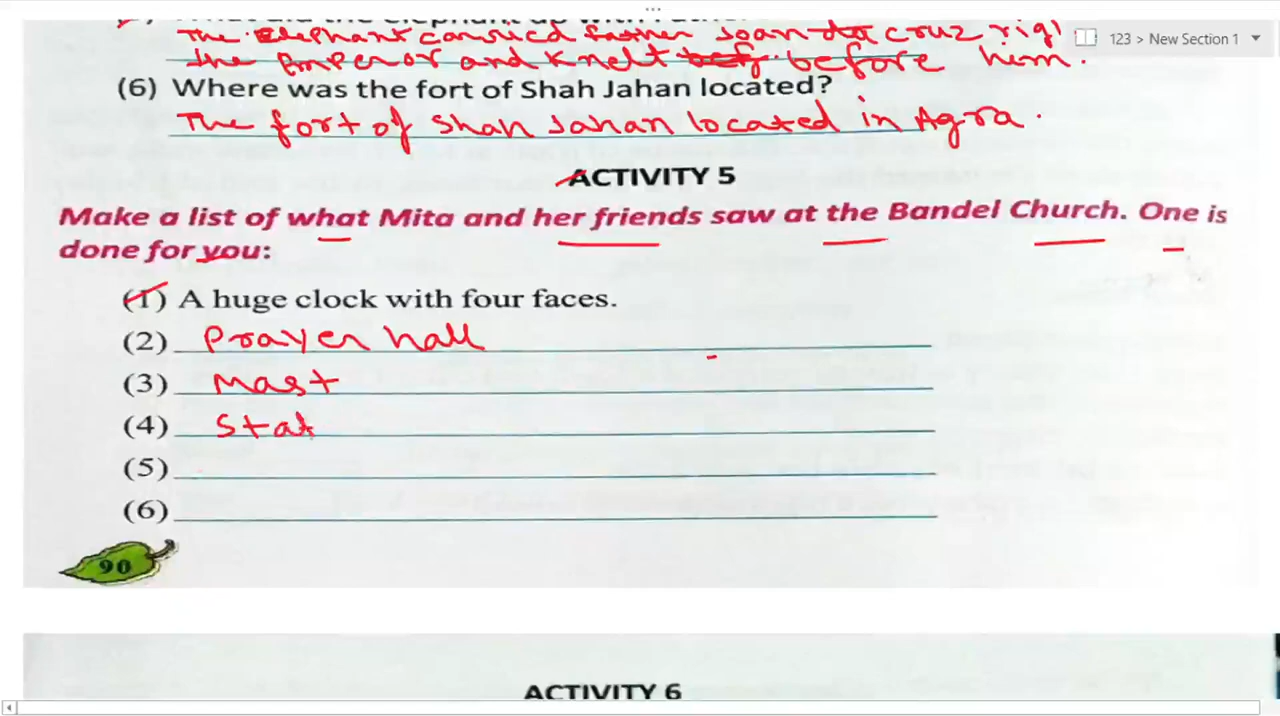 The Elephant carried father Joan da cruz
123 > New Section 1
the Emperor and Knelt before him.
(6) Where was the fort of Shah Jahan located?
The fort of Shah Jahan located in Agra.
ACTIVITY 5
Make a list of what Mita and her friends saw at the Bandel Church. One is
done for you:
(1) A huge clock with four faces.
(2) Prayer hall
(3) Mast
(4) Stat
(5)
(6)
90
ACTIVITY 6